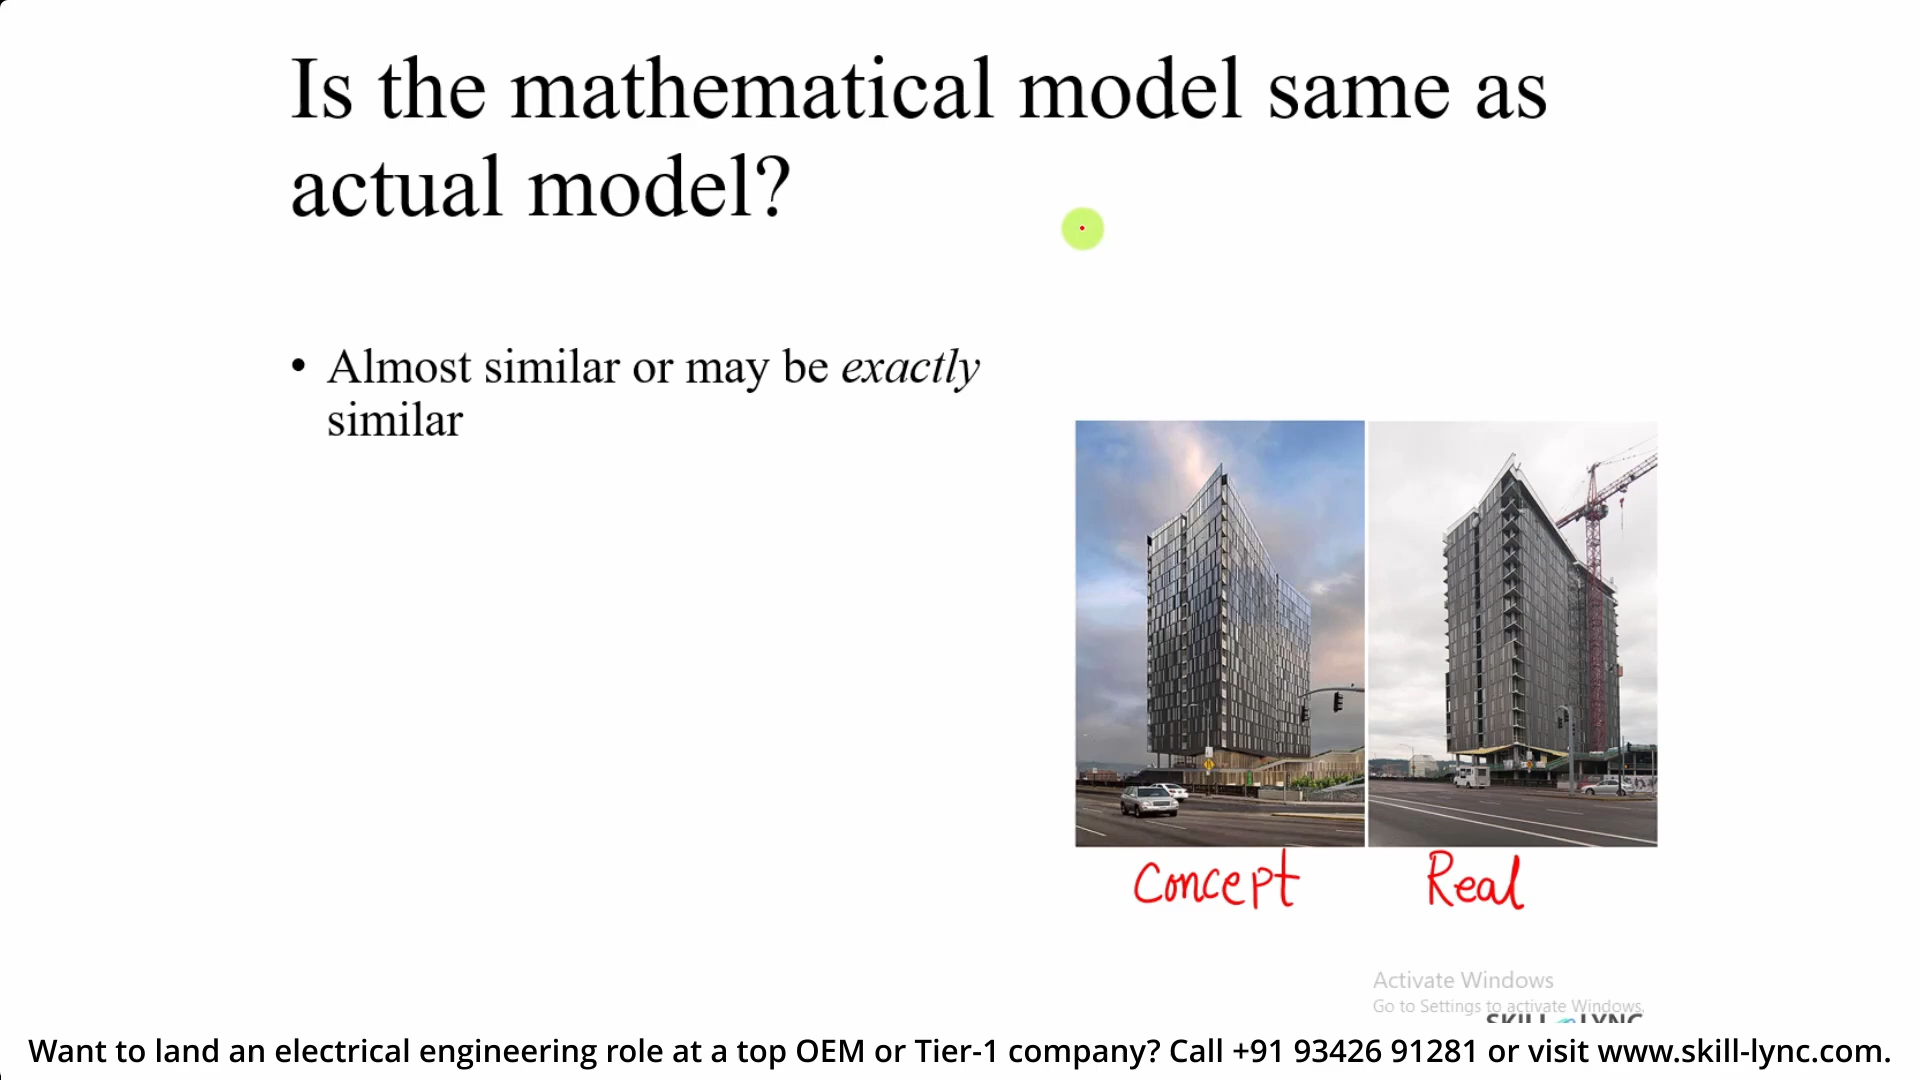 Is the mathematical model same as
actual model?
• Almost similar or may be exactly
similar
Concept Real
Activate Windows
Go to Settings to activate Windows.
SKILL LYNC
Want to land an electrical engineering role at a top OEM or Tier-1 company? Call +91 93426 91281 or visit www.skill-lync.com.